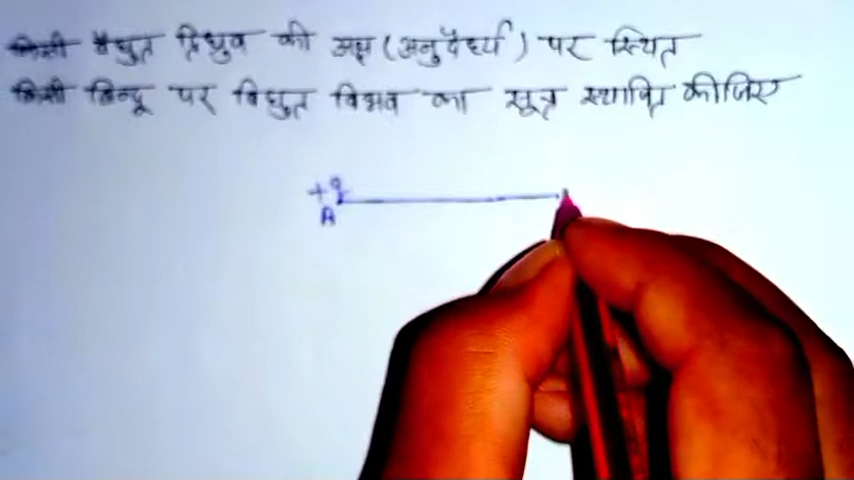 किसी वैधुत द्विध्रुव की अक्ष (अनुदैर्ध्य) पर स्थित
किसी बिन्दू पर विधुत विभव का सूत्र स्थापित कीजिए
+q
A